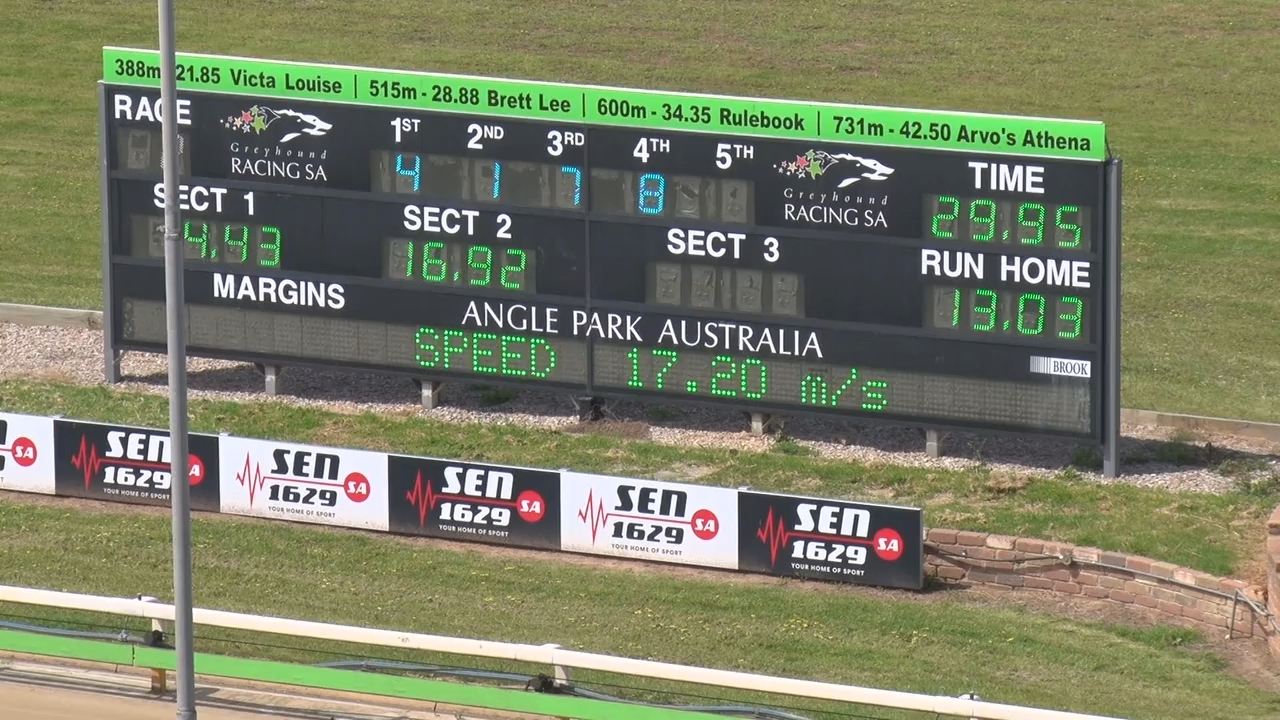 388m 21.85 Victa Louise | 515m - 28.88 Brett Lee | 600m - 34.35 Rulebook | 731m - 42.50 Arvo's Athena
RACE
Greyhound
RACING SA
1ST 2ND 3RD 4TH 5TH
4 1 7 8
Greyhound
RACING SA
TIME
29.95
SECT 1
4.43
SECT 2
16.92
SECT 3
RUN HOME
13.03
MARGINS
ANGLE PARK AUSTRALIA
SPEED 17.20 m/s
BROOK
SA
SEN
1629
SA
YOUR HOME OF SPORT
SEN
1629
SA
YOUR HOME OF SPORT
SEN
1629
SA
YOUR HOME OF SPORT
SEN
1629
SA
YOUR HOME OF SPORT
SEN
1629
SA
YOUR HOME OF SPORT